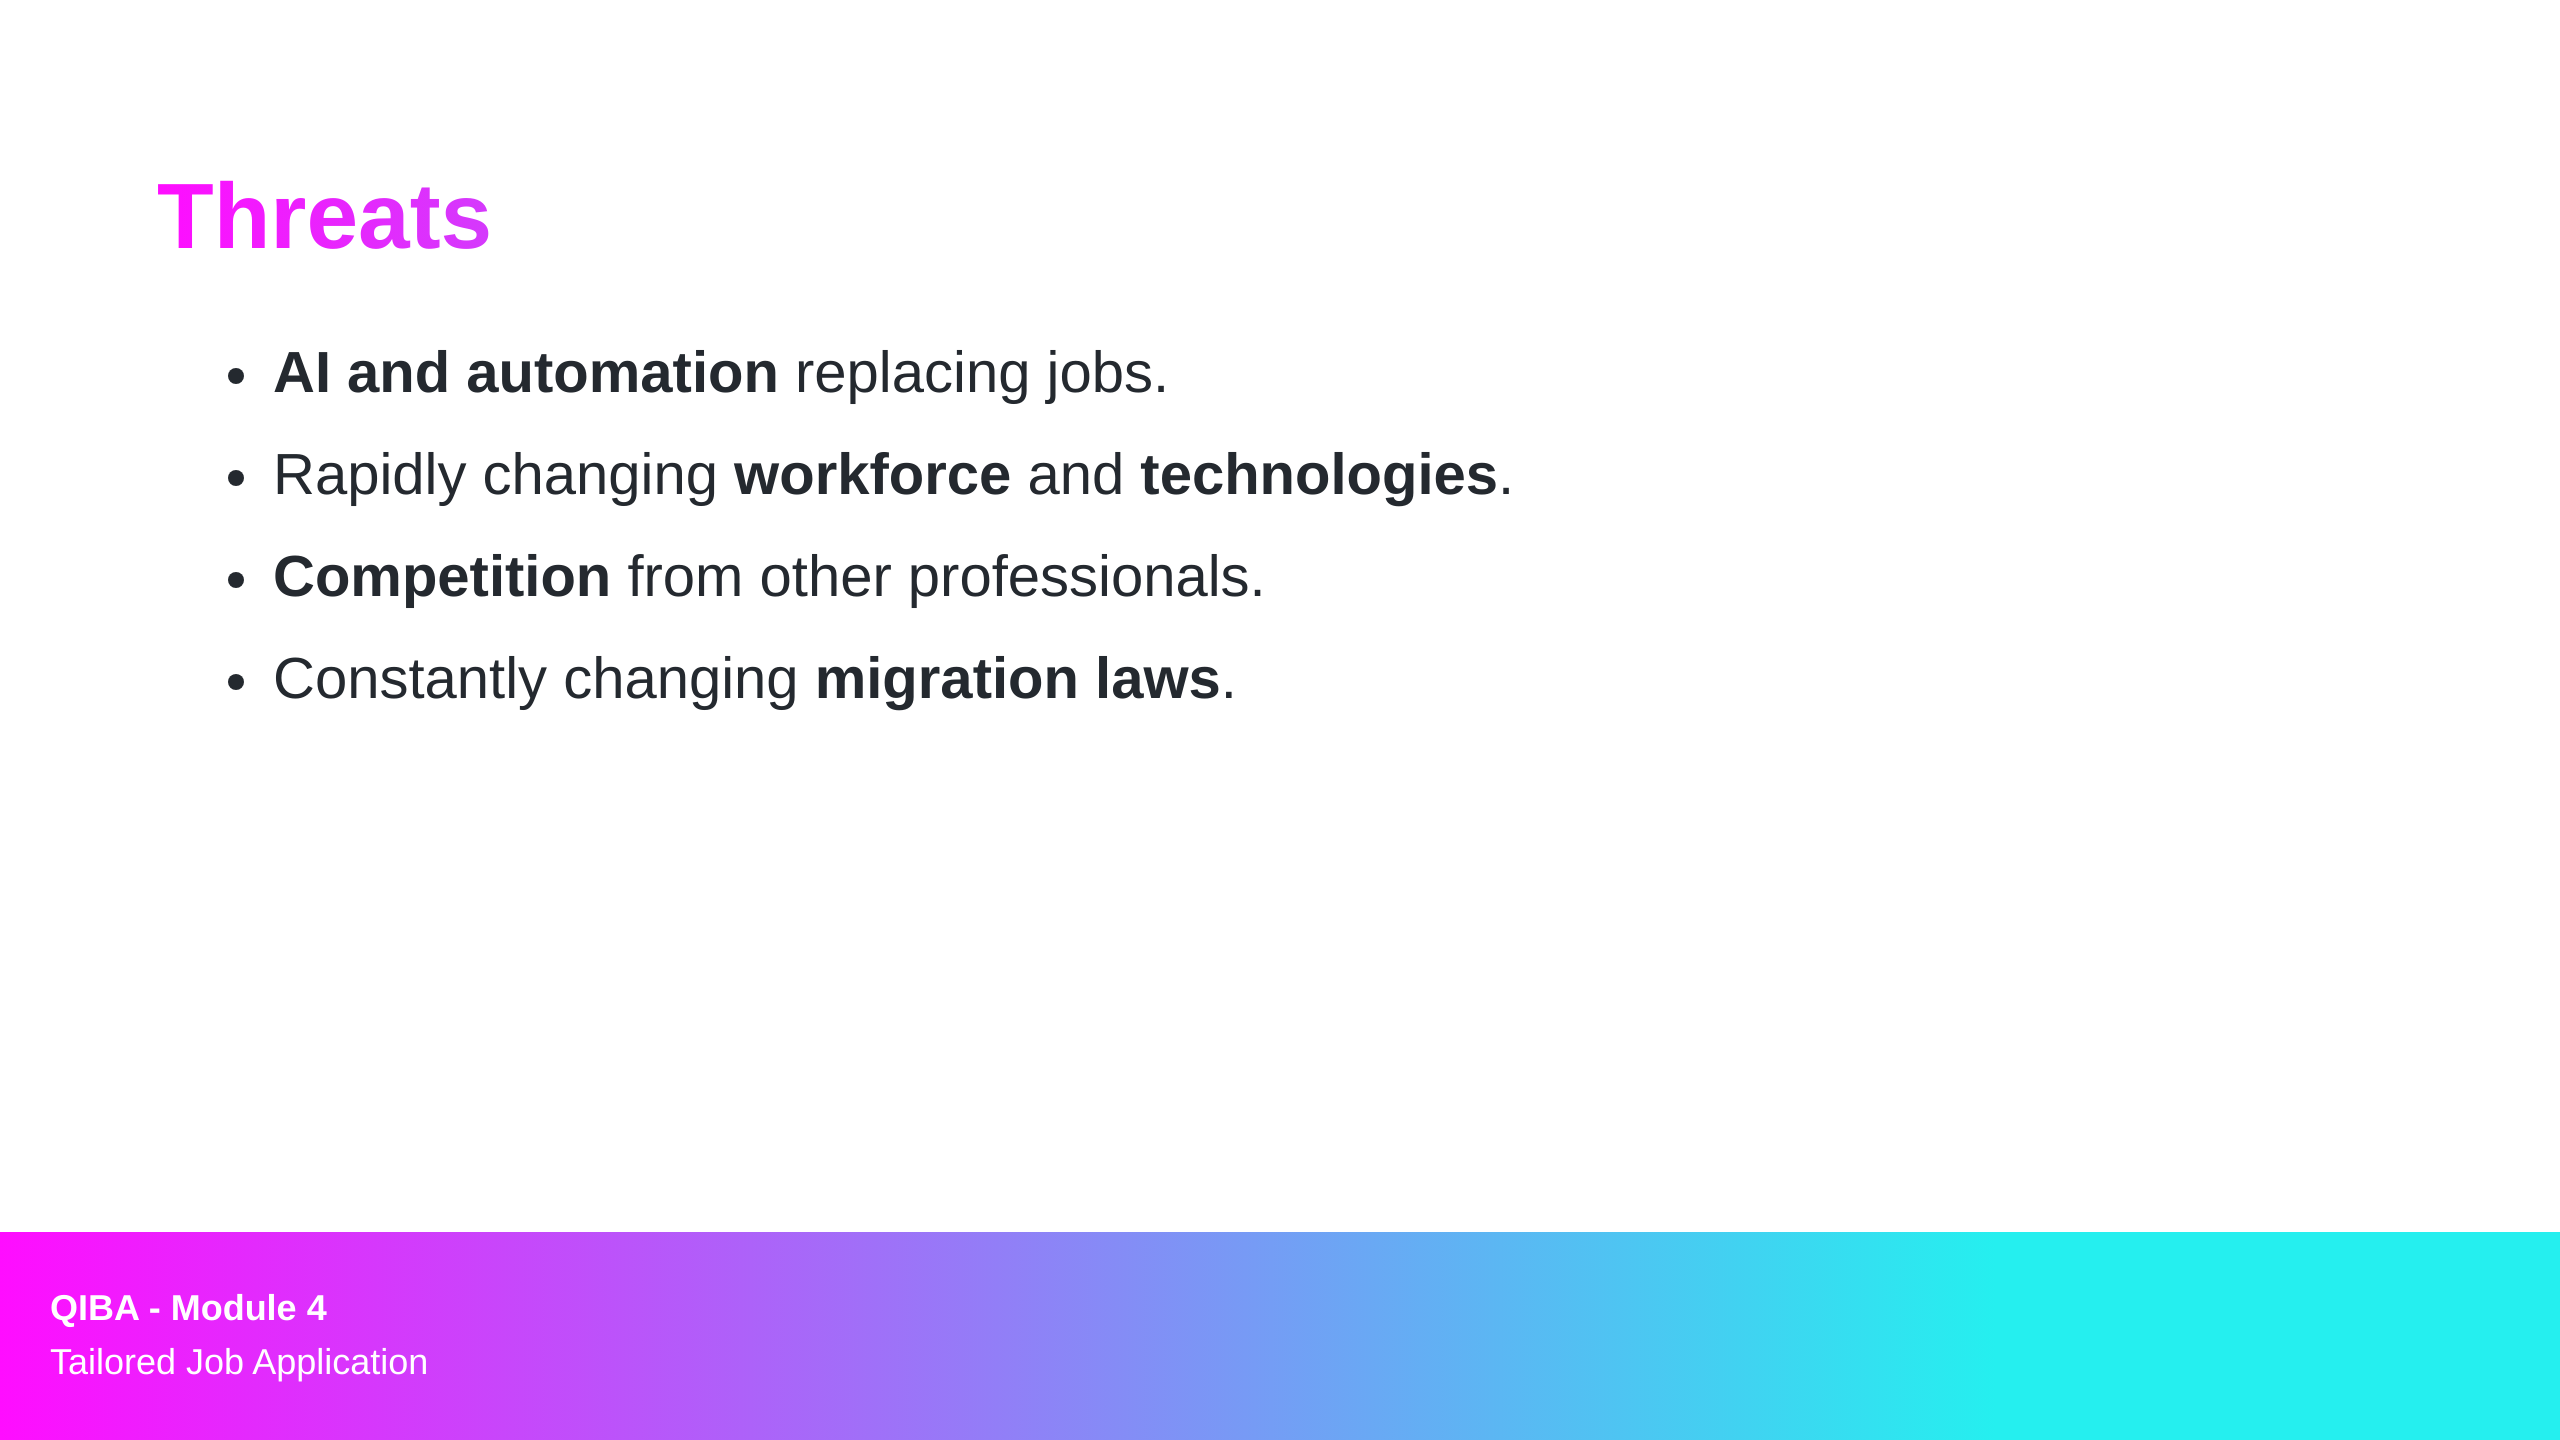 Threats
• AI and automation replacing jobs.
• Rapidly changing workforce and technologies.
• Competition from other professionals.
• Constantly changing migration laws.
QIBA - Module 4
Tailored Job Application